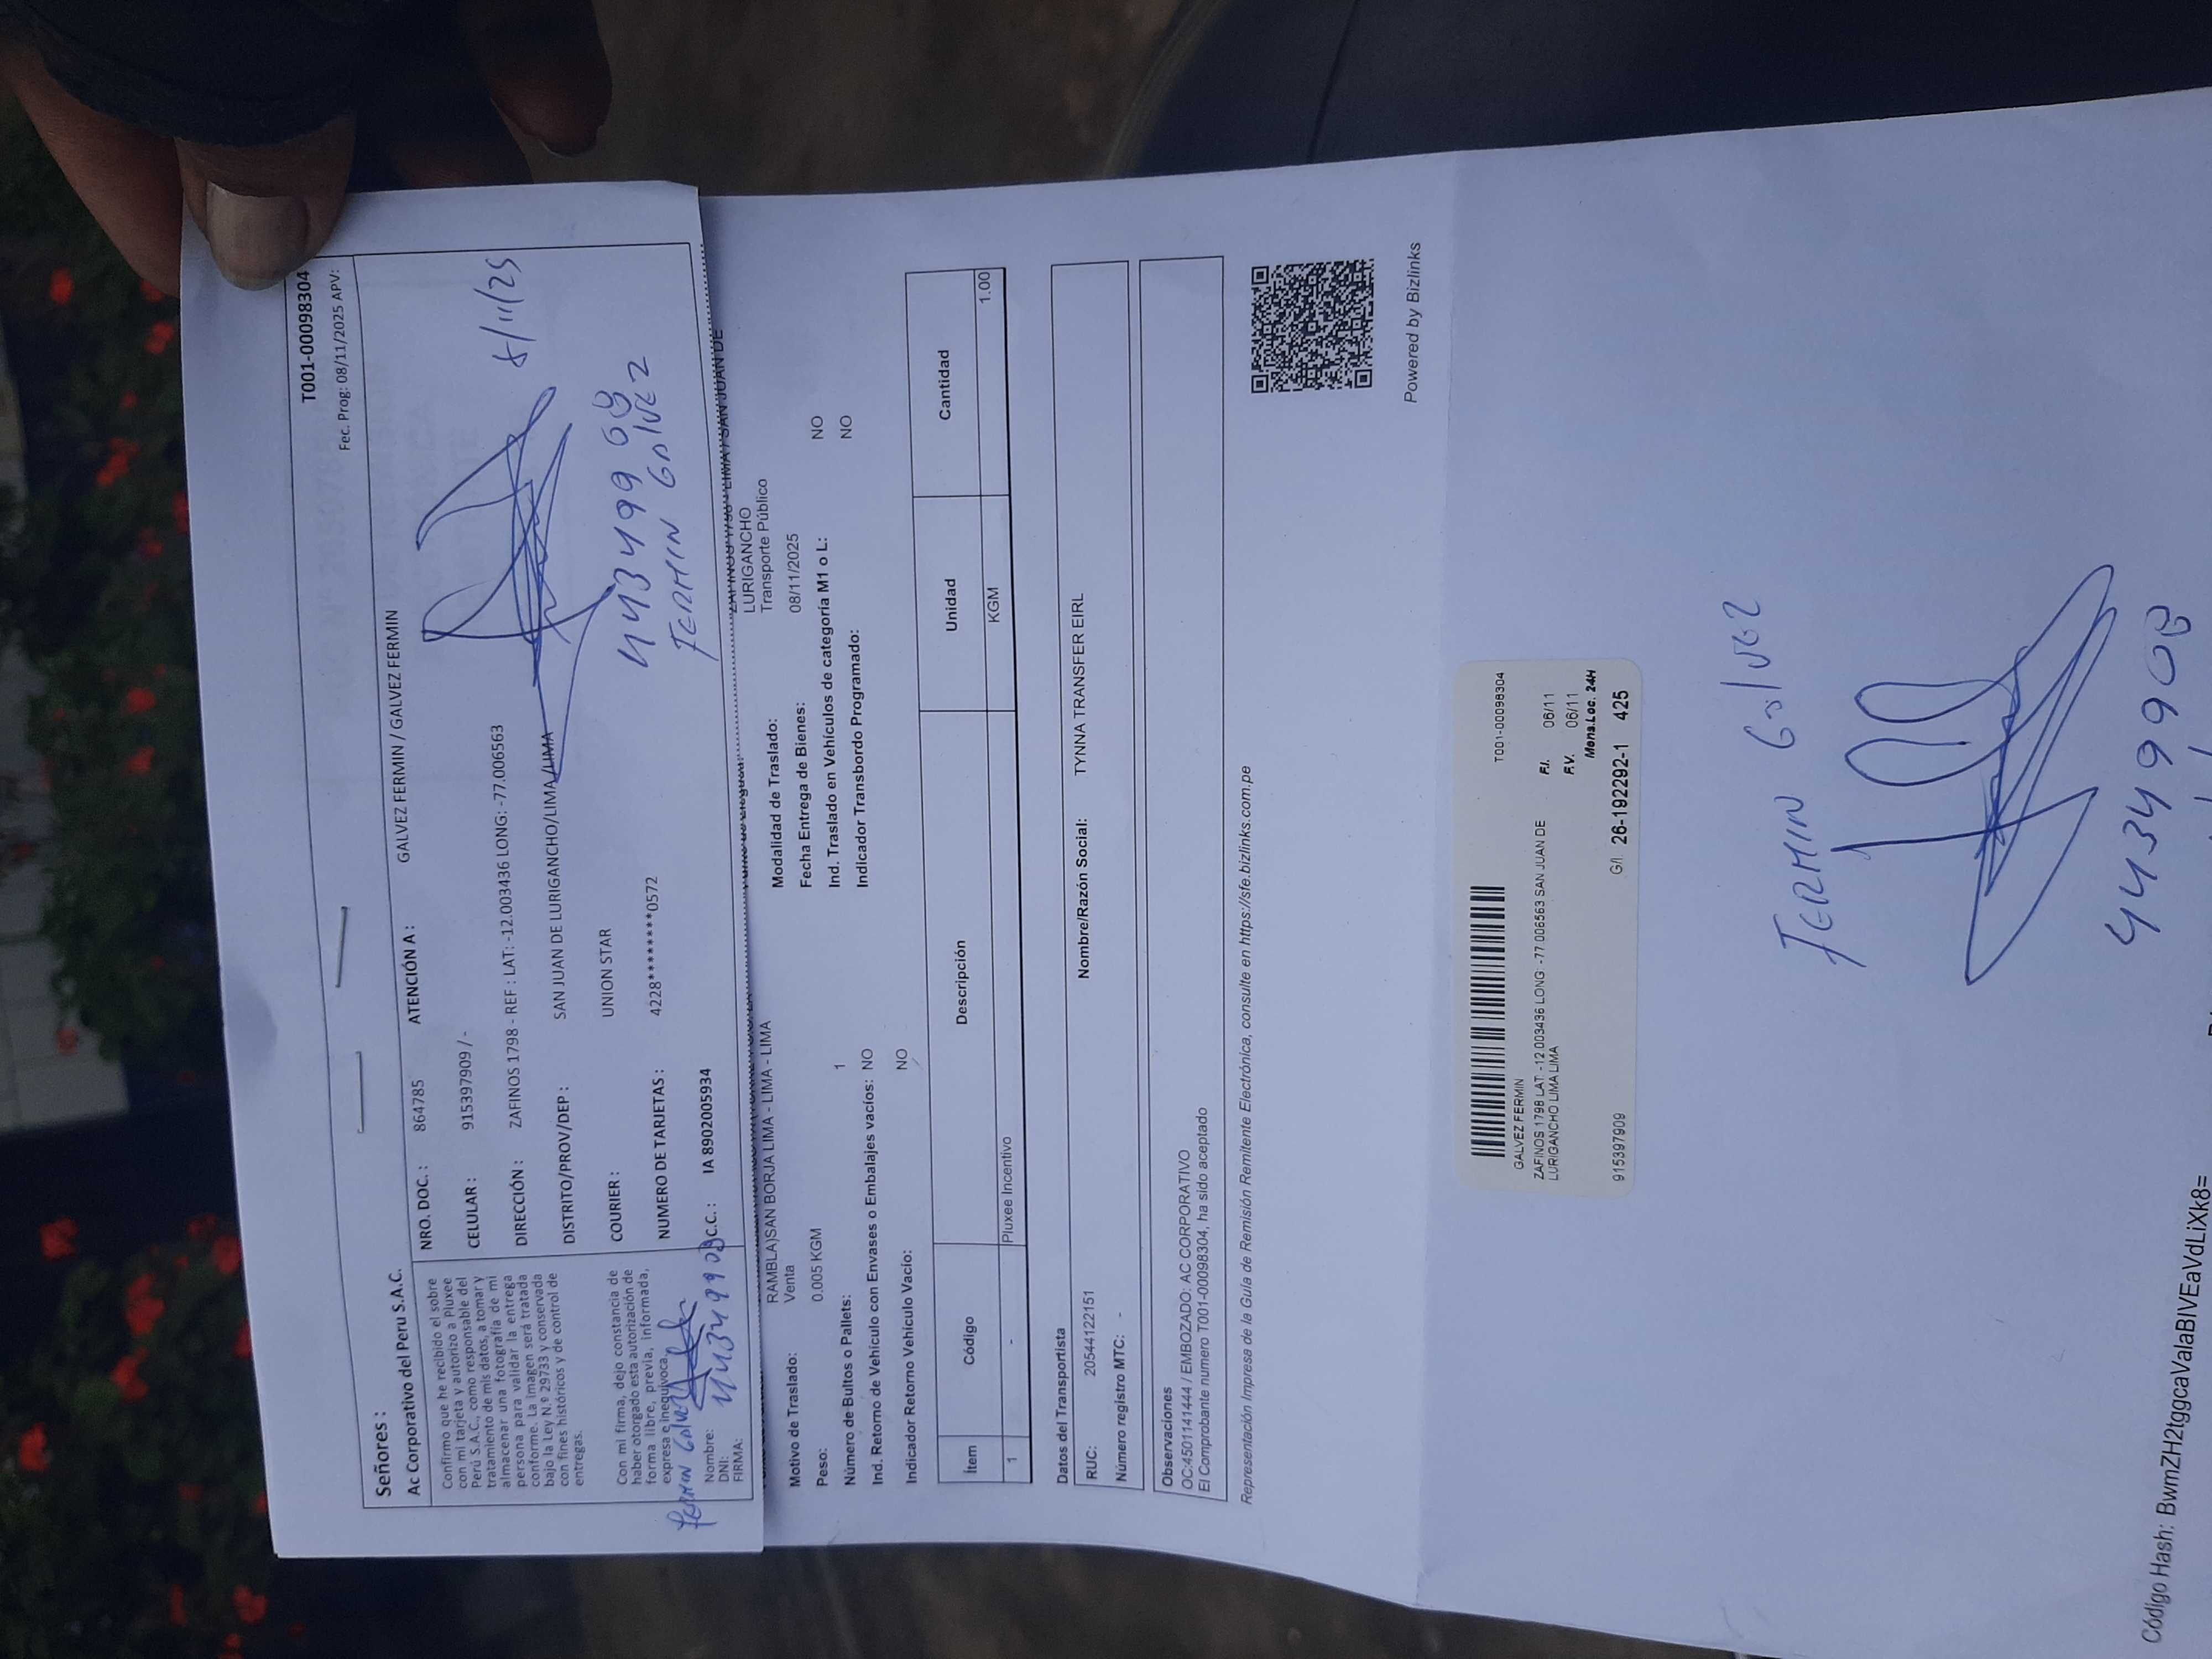 T001-00098304
Fec. Prog: 08/11/2025 APV:
Señores :
Ac Corporativo del Peru S.A.C.
Confirmo que he recibido el sobre
con mi tarjeta y autorizo a Pluxee
Perú S.A.C., como responsable del
tratamiento de mis datos, a tomar y
almacenar una fotografía de mi
persona para validar la entrega
conforme. La imagen será tratada
bajo la Ley N.º 29733 y conservada
con fines históricos y de control de
entregas.
Con mi firma, dejo constancia de
haber otorgado esta autorización de
forma libre, previa, informada,
expresa e inequívoca.
Nombre: FERMIN GALVEZ
DNI: 44349908
FIRMA:
NRO. DOC. : 864785 ATENCIÓN A : GALVEZ FERMIN / GALVEZ FERMIN
CELULAR : 915397909 / -
DIRECCIÓN : ZAFINOS 1798 - REF : LAT: -12.003436 LONG: -77.006563
DISTRITO/PROV/DEP : SAN JUAN DE LURIGANCHO/LIMA/LIMA
COURIER : UNION STAR
NUMERO DE TARJETAS : 4228********0572
C.C. : IA 8902005934
8/11/25
44349908
FERMIN GALVEZ
RAMBLA)SAN BORJA LIMA - LIMA - LIMA
LURIGANCHO
Motivo de Traslado: Venta Modalidad de Traslado: Transporte Público
Peso: 0.005 KGM Fecha Entrega de Bienes: 08/11/2025
Número de Bultos o Pallets: 1 Ind. Traslado en Vehículos de categoría M1 o L: NO
Ind. Retorno de Vehículo con Envases o Embalajes vacíos: NO Indicador Transbordo Programado: NO
Indicador Retorno Vehículo Vacío: NO
Ítem Código Descripción Unidad Cantidad
1 - Pluxee Incentivo KGM 1.00
Datos del Transportista
RUC: 20544122151 Nombre/Razón Social: TYNNA TRANSFER EIRL
Número registro MTC: -
Observaciones
OC:4501141444 / EMBOZADO: AC CORPORATIVO
El Comprobante numero T001-00098304, ha sido aceptado
Representación Impresa de la Guía de Remisión Remitente Electrónica, consulte en https://sfe.bizlinks.com.pe
Powered by Bizlinks
T001-00098304
GALVEZ FERMIN
ZAFINOS 1798 LAT: -12.003436 LONG: -77.006563 SAN JUAN DE
LURIGANCHO LIMA LIMA
F.I. 06/11
F.V. 06/11
Mens.Loc. 24H
915397909 G/I 26-192292-1 425
FERMIN Galvez
44349908
Código Hash: BwmZH2tggcaValaBIVEaVdLiXk8=